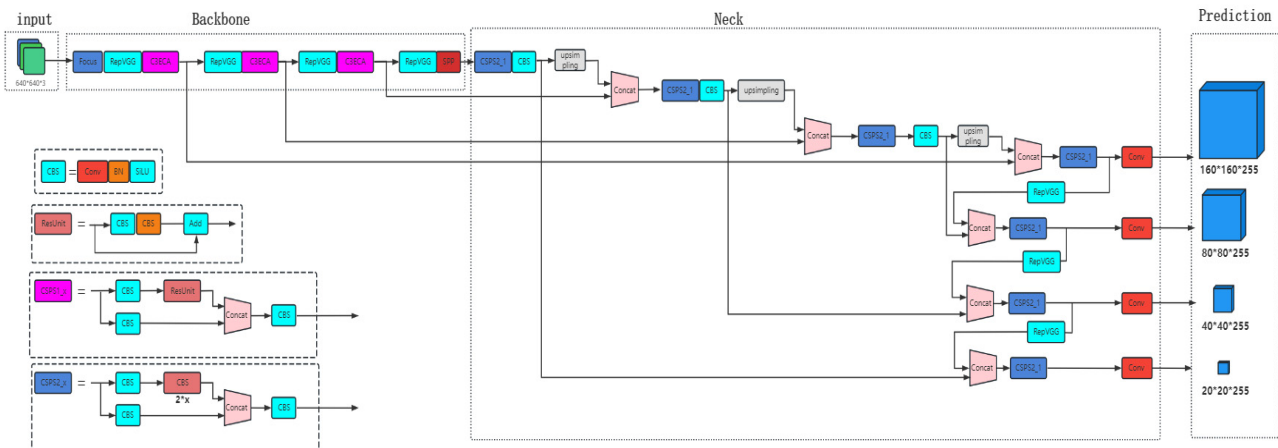 input
Backbone
Neck
Prediction
640*640*3
Focus RepVGG C3ECA RepVGG C3ECA RepVGG C3ECA RepVGG SPP CSPS2_1 CBS
upsim
pling
Concat
CSPS2_1 CBS upsimpling
Concat
CSPS2_1 CBS
upsim
pling
Concat
CSPS2_1 Conv
160*160*255
RepVGG
Concat
CSPS2_1 Conv
80*80*255
RepVGG
Concat
CSPS2_1 Conv
40*40*255
RepVGG
Concat
CSPS2_1 Conv
20*20*255
CBS = Conv BN SiLU
ResUnit = CBS CBS Add
CSPS1_x = CBS ResUnit
CBS
Concat
CBS
CSPS2_x = CBS CBS
2*x
CBS
Concat
CBS